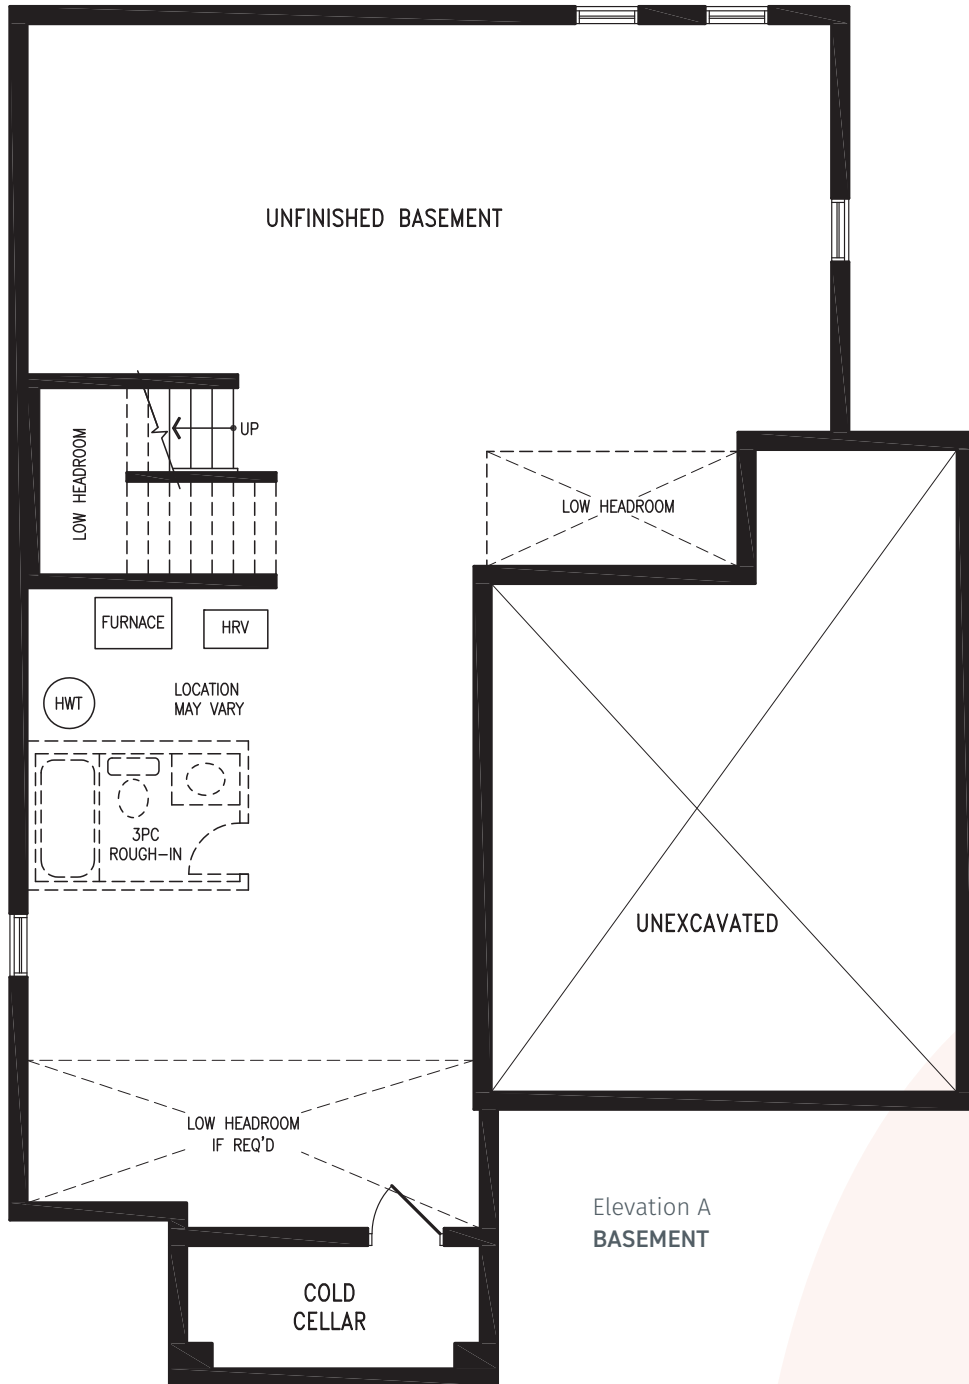 UNFINISHED BASEMENT
UP
LOW HEADROOM
LOW HEADROOM
FURNACE
HRV
HWT
LOCATION
MAY VARY
3PC
ROUGH-IN
UNEXCAVATED
LOW HEADROOM
IF REQ'D
Elevation A
BASEMENT
COLD
CELLAR